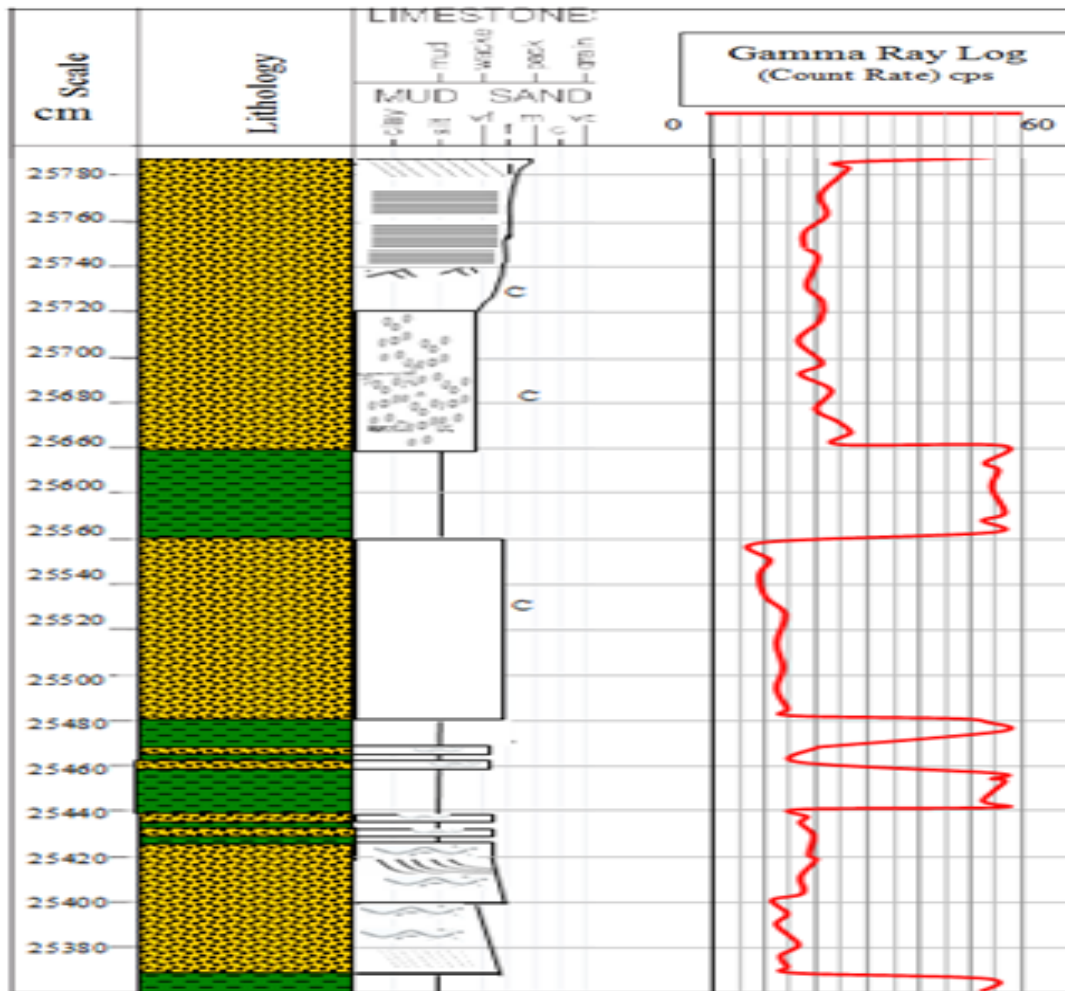 LIMESTONE:
mud
wacke
pack
Scale
cm
Lithology
MUD SAND
clay
silt
vf
f
m
c
vc
Gamma Ray Log
(Count Rate) cps
0
60
25780
25760
25740
25720
25700
25680
25660
25600
25560
25540
25520
25500
25480
25460
25440
25420
25400
25380
C
C
C